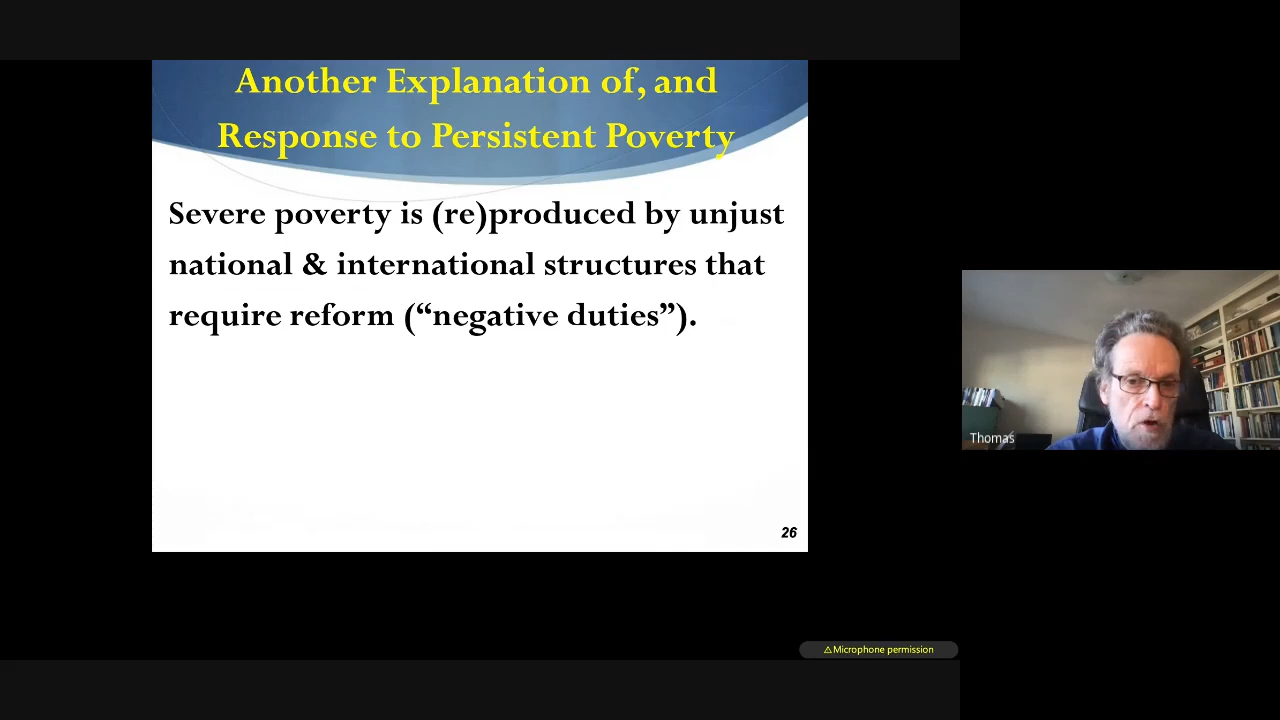 Another Explanation of, and
Response to Persistent Poverty
Severe poverty is (re)produced by unjust
national & international structures that
require reform (“negative duties”).
26
Thomas
⚠Microphone permission